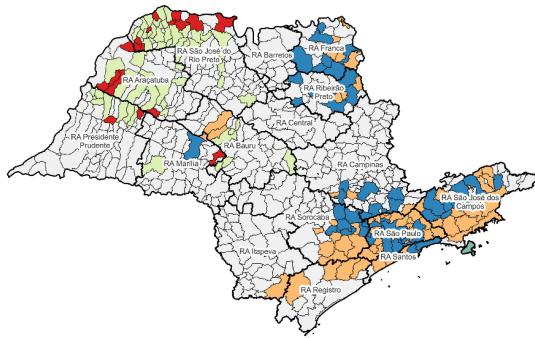 RA São José do
Rio Preto
RA Barretos
RA Franca
RA Araçatuba
RA Ribeirão
Preto
RA Central
RA Presidente
Prudente
RA Bauru
RA Marília
RA Campinas
RA São José dos
Campos
RA Sorocaba
RA São Paulo
RA Itapeva
RA Santos
RA Registro